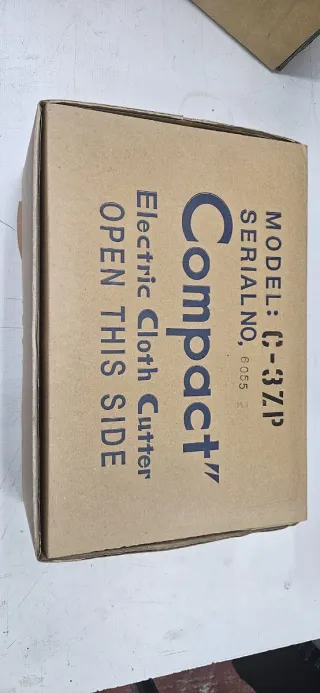 MODEL: C-3ZP
SERIAL NO, 6055
Compact"
Electric Cloth Cutter
OPEN THIS SIDE